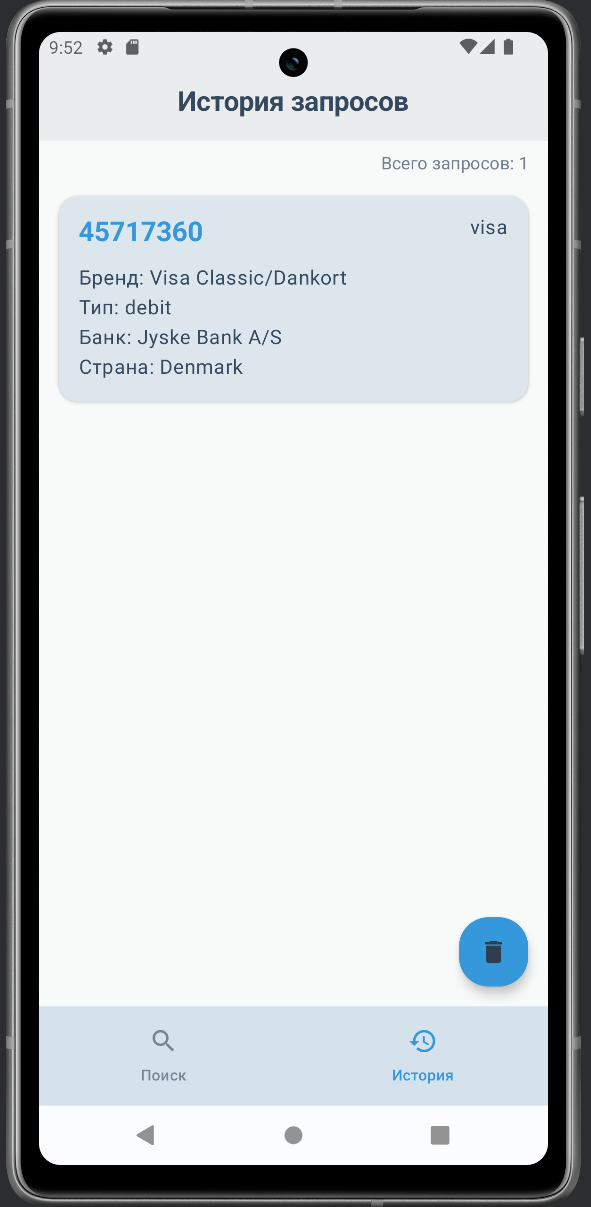 9:52
История запросов
Всего запросов: 1
45717360
visa
Бренд: Visa Classic/Dankort
Тип: debit
Банк: Jyske Bank A/S
Страна: Denmark
Поиск
История